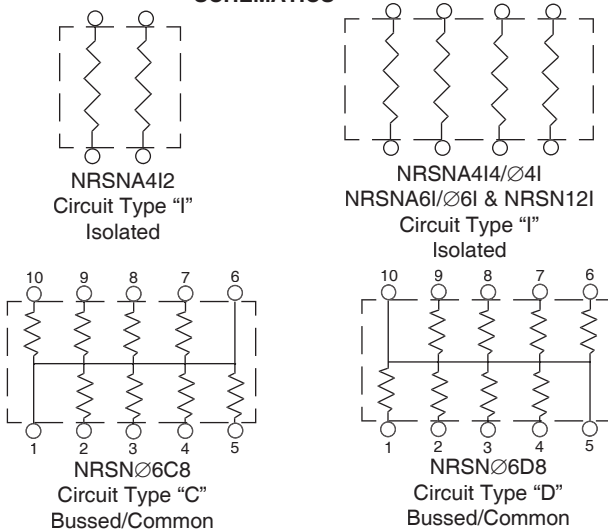 NRSNA4I2
Circuit Type “I”
Isolated
NRSNA4I4/∅4I
NRSNA6I/∅6I & NRSN12I
Circuit Type “I”
Isolated
10 9 8 7 6
1 2 3 4 5
NRSN∅6C8
Circuit Type “C”
Bussed/Common
10 9 8 7 6
1 2 3 4 5
NRSN∅6D8
Circuit Type “D”
Bussed/Common